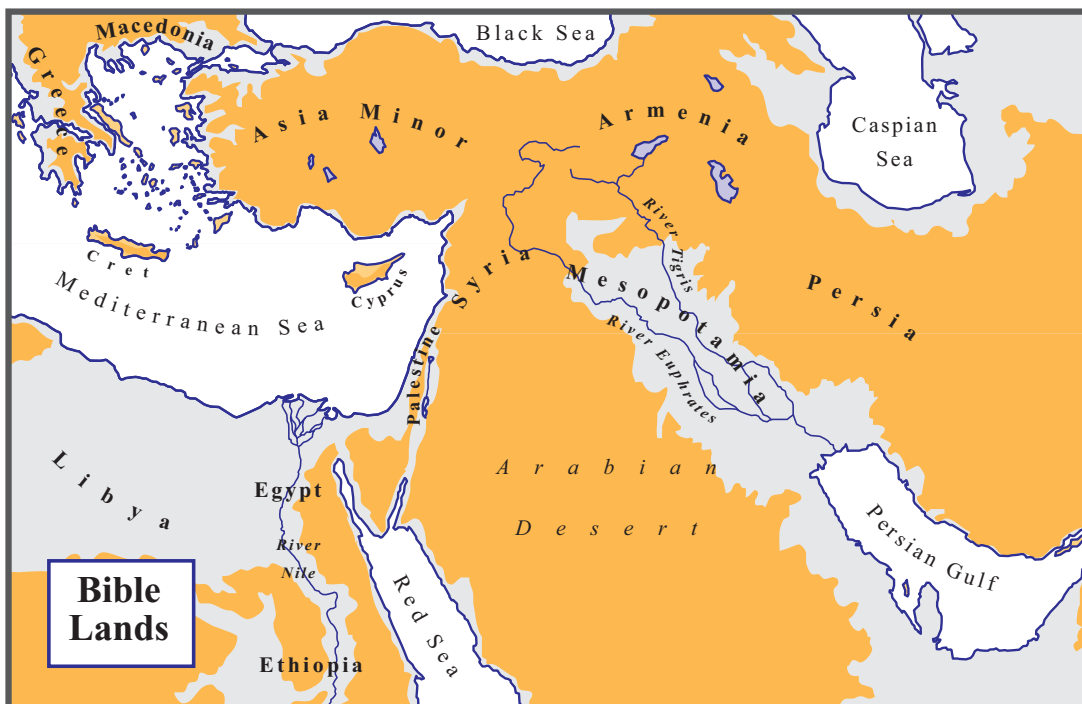 Macedonia
Black Sea
Greece
Asia Minor
Armenia
Caspian
Sea
River Tigris
Cret
Cyprus
Syria
Mesopotamia
Persia
Mediterranean Sea
River Euphrates
Palestine
Arabian
Desert
Libya
Egypt
River
Nile
Red Sea
Persian Gulf
Bible
Lands
Ethiopia